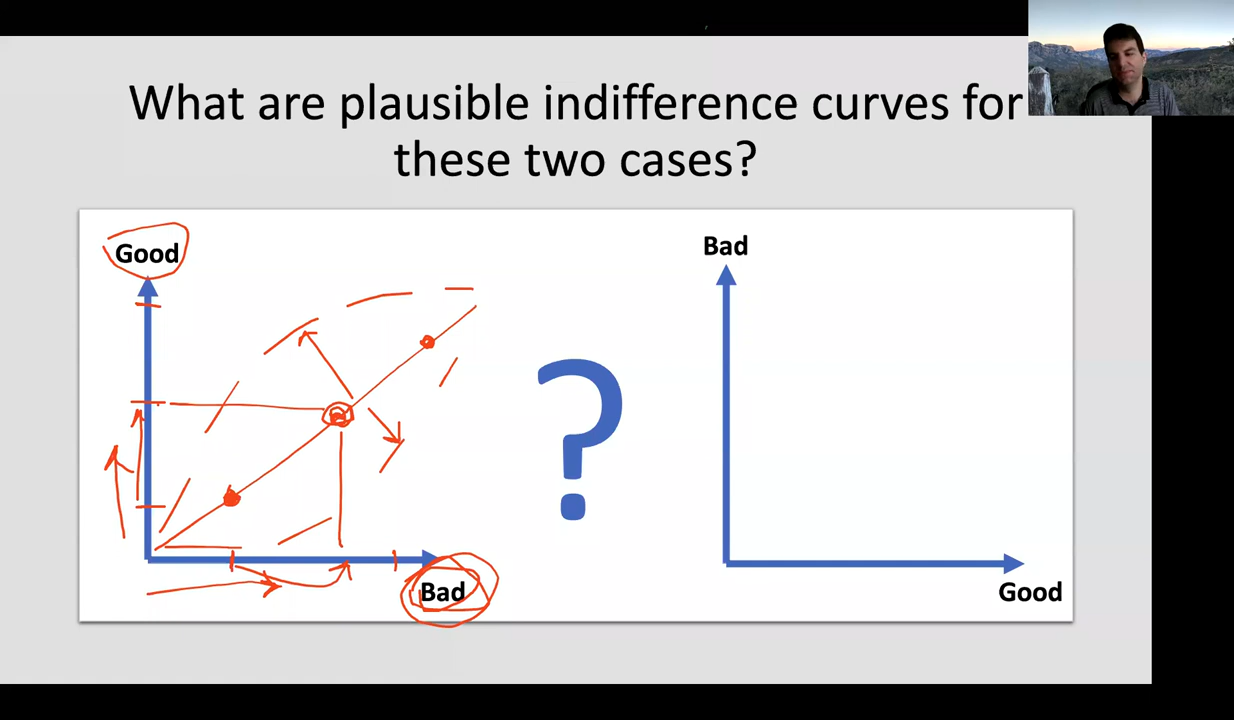 What are plausible indifference curves for
these two cases?
Good
Bad
?
Bad
Good